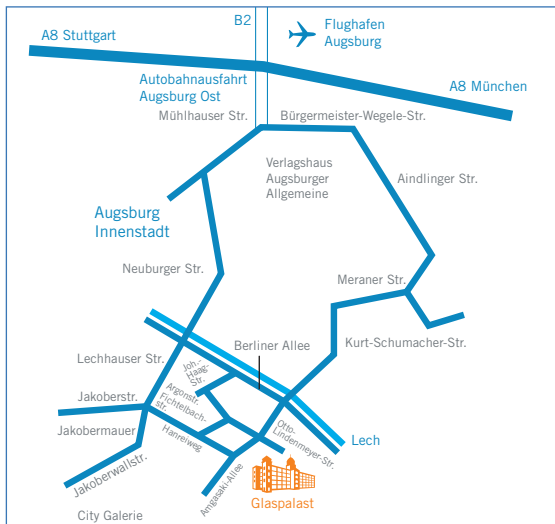 B2
Flughafen
Augsburg
A8 Stuttgart
Autobahnausfahrt
Augsburg Ost
A8 München
Mühlhauser Str.
Bürgermeister-Wegele-Str.
Verlagshaus
Augsburger
Allgemeine
Aindlinger Str.
Augsburg
Innenstadt
Neuburger Str.
Meraner Str.
Berliner Allee
Kurt-Schumacher-Str.
Lechhauser Str.
Joh.-
Haag-
Str.
Jakoberstr.
Argonstr.
Fichtelbach-
str.
Jakobermauer
Hanreiweg
Otto-
Lindenmeyer-Str.
Lech
Jakoberwallstr.
Amgasaki-Allee
Glaspalast
City Galerie